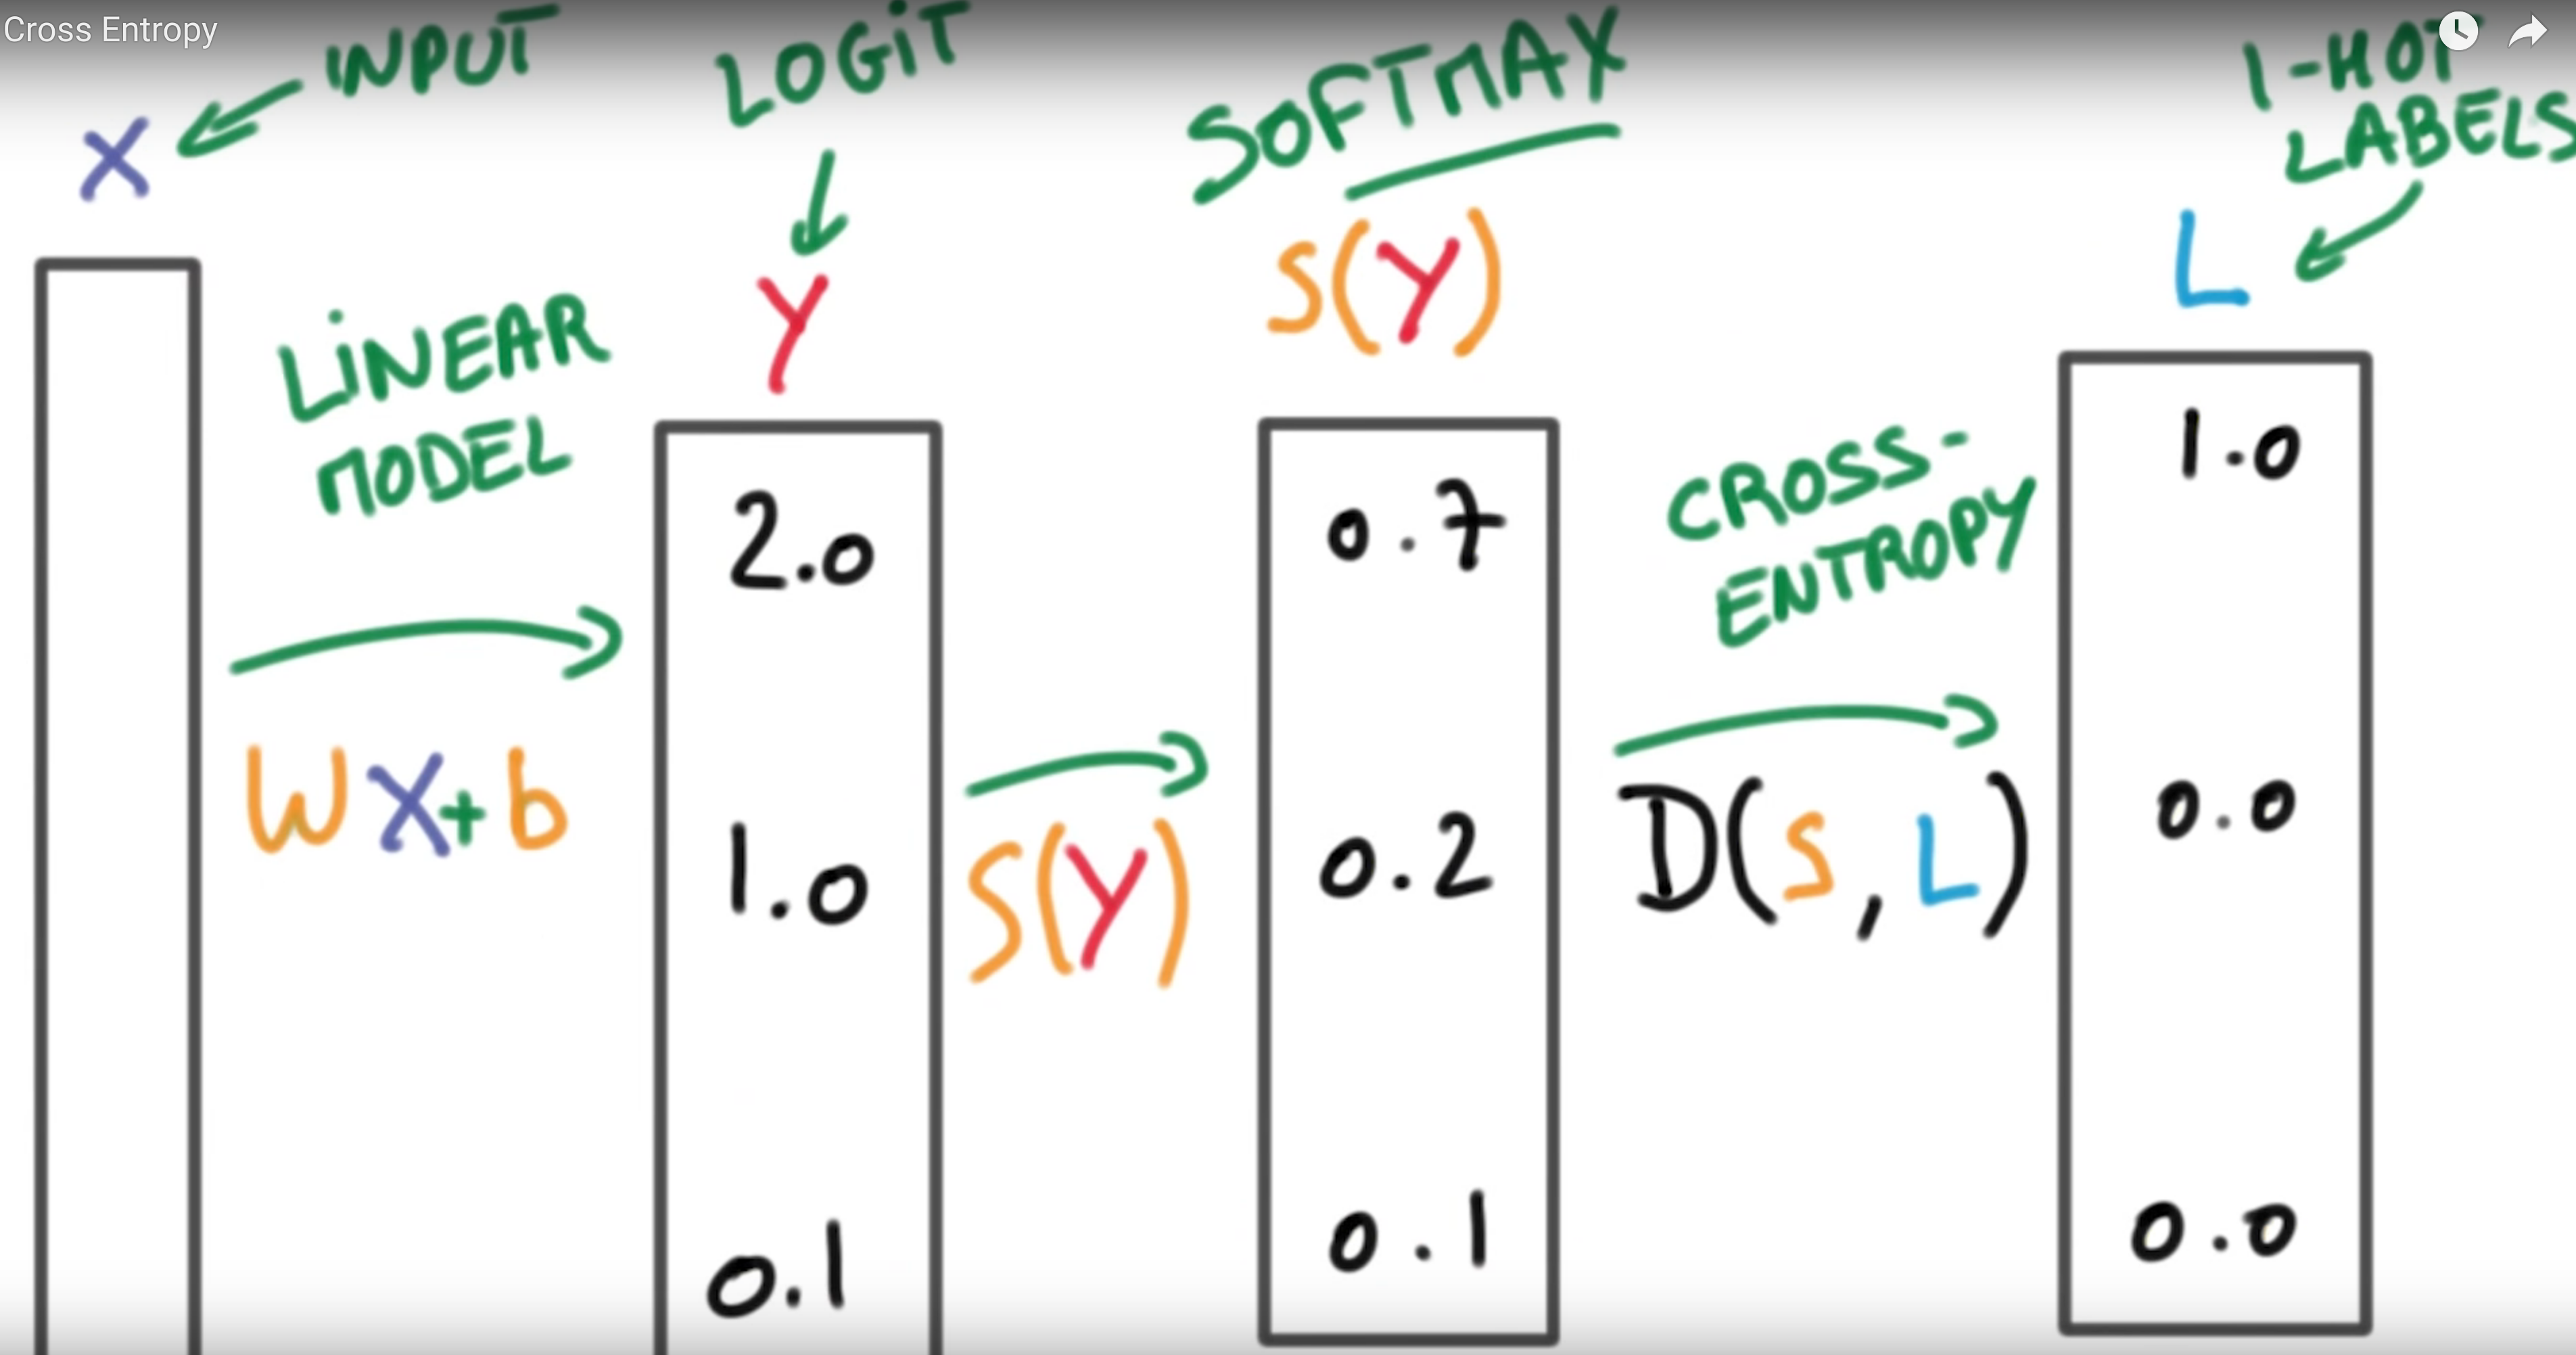 Cross Entropy
INPUT
X
LOGiT
Y
SOFTMAX
S(Y)
1-HOT
LABELS
L
LiNEAR
MODEL
WX+b
2.0
1.0
0.1
S(Y)
0.7
0.2
0.1
CROSS-
ENTROPY
D(S,L)
1.0
0.0
0.0